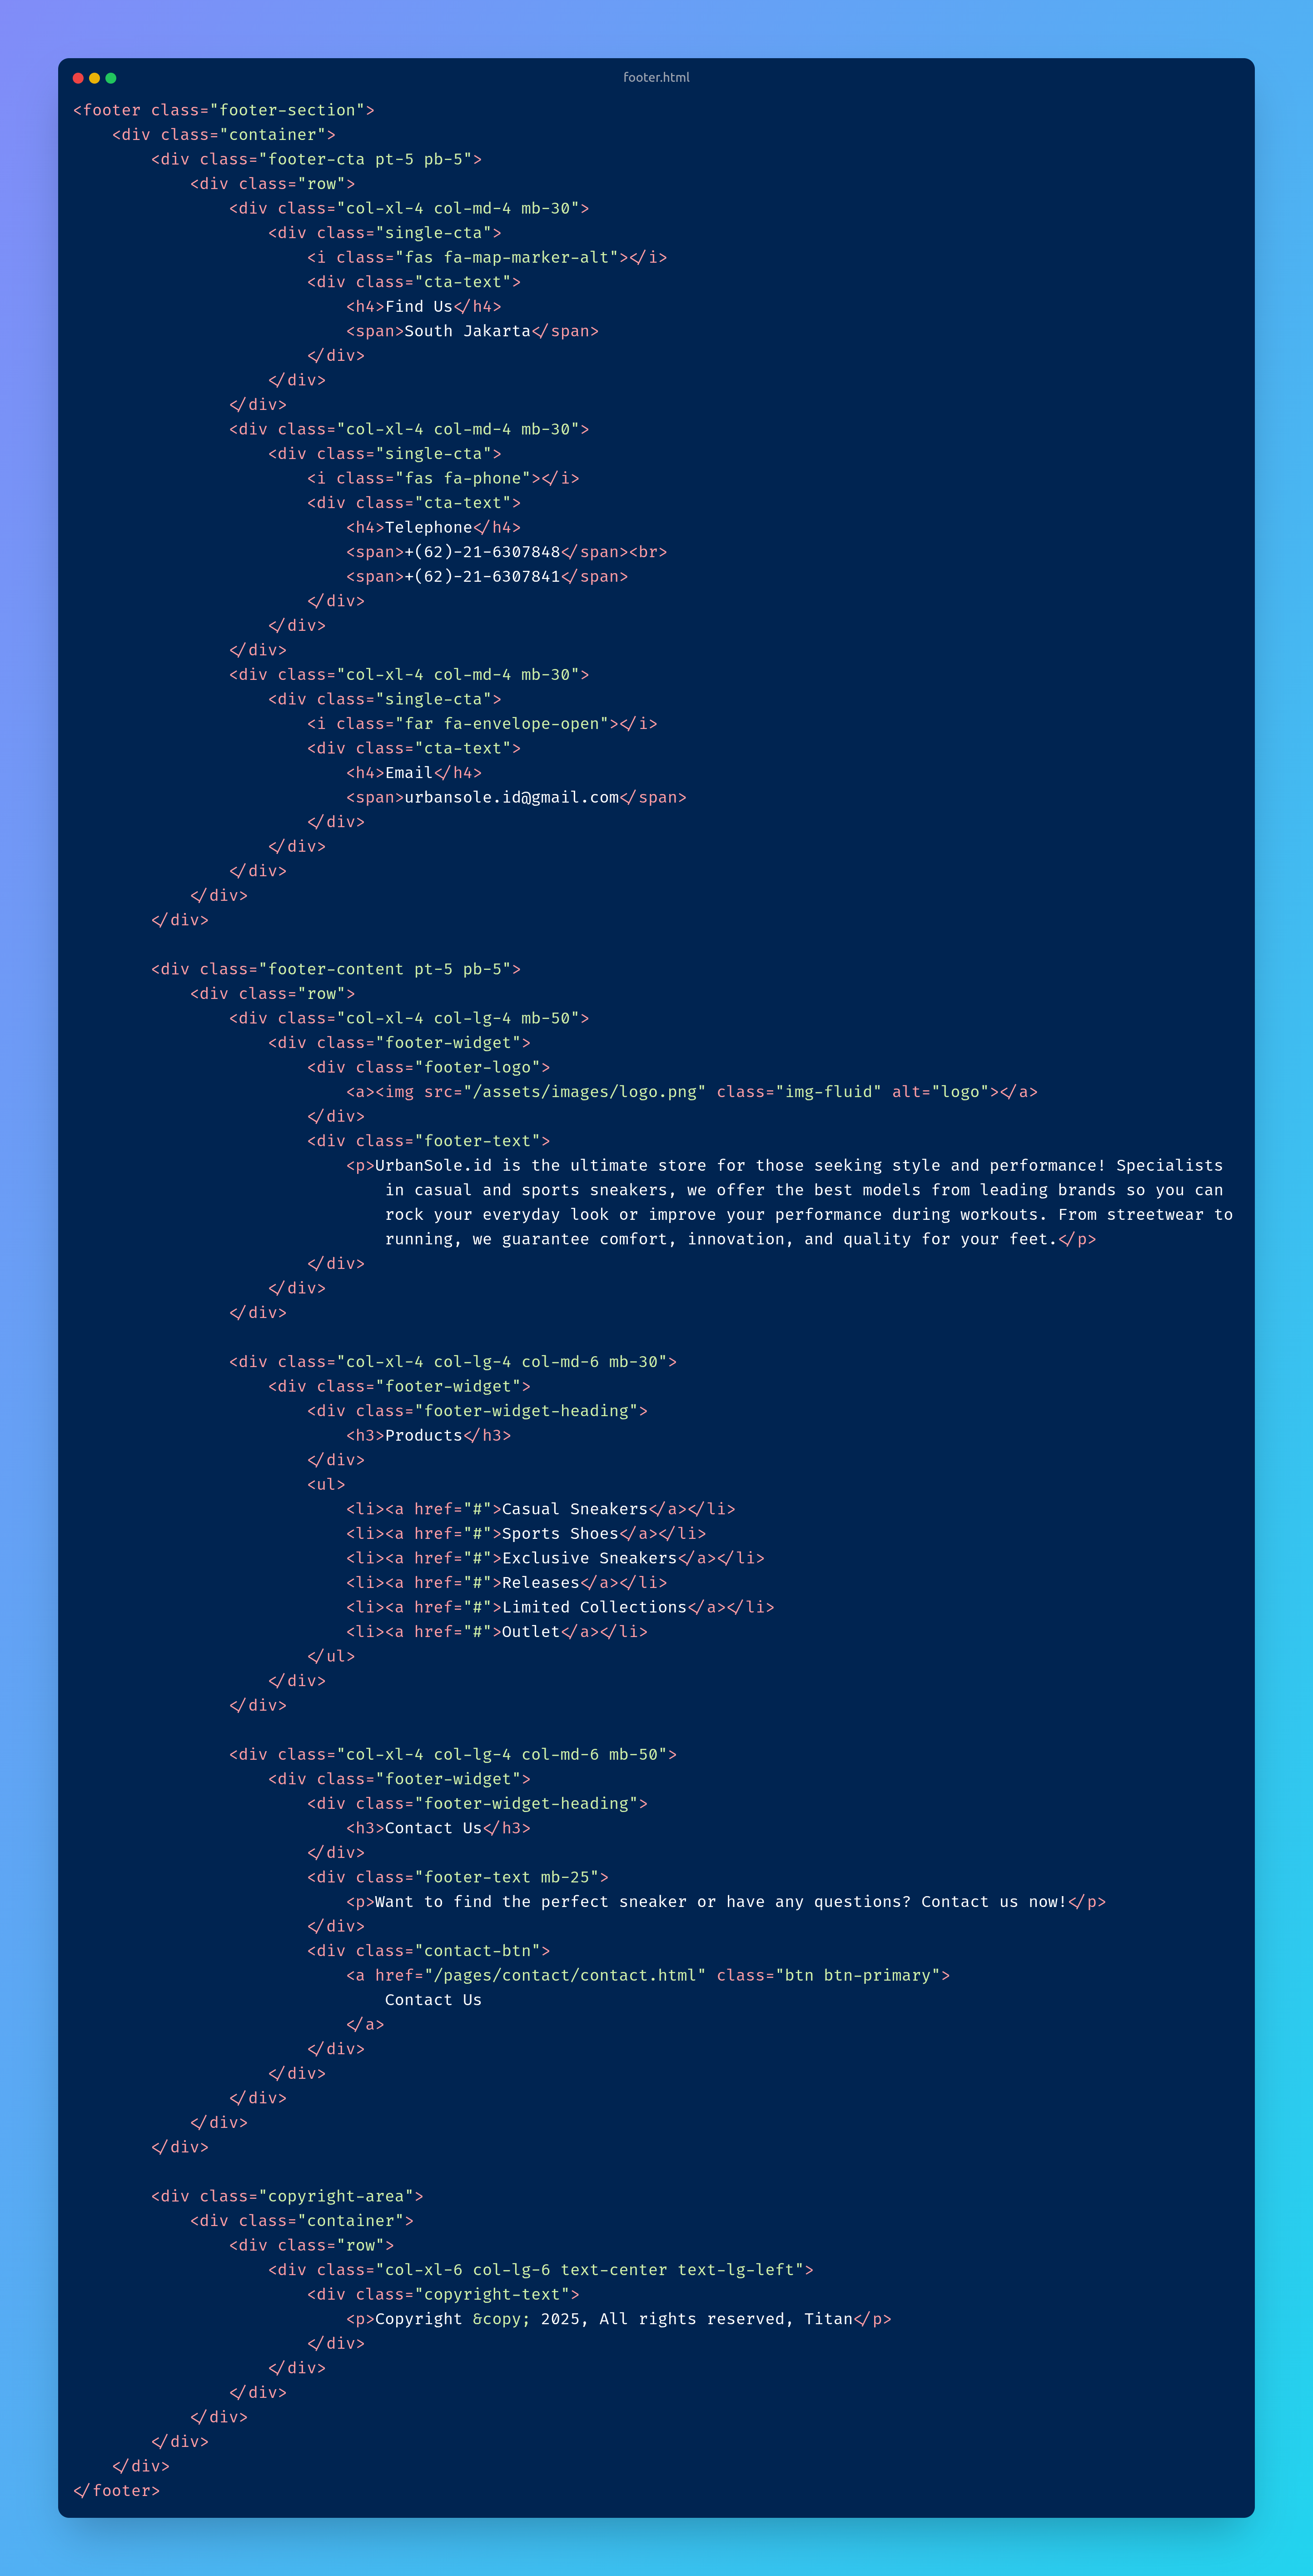 footer.html
<footer class="footer-section">
    <div class="container">
        <div class="footer-cta pt-5 pb-5">
            <div class="row">
                <div class="col-xl-4 col-md-4 mb-30">
                    <div class="single-cta">
                        <i class="fas fa-map-marker-alt"></i>
                        <div class="cta-text">
                            <h4>Find Us</h4>
                            <span>South Jakarta</span>
                        </div>
                    </div>
                </div>
                <div class="col-xl-4 col-md-4 mb-30">
                    <div class="single-cta">
                        <i class="fas fa-phone"></i>
                        <div class="cta-text">
                            <h4>Telephone</h4>
                            <span>+(62)-21-6307848</span><br>
                            <span>+(62)-21-6307841</span>
                        </div>
                    </div>
                </div>
                <div class="col-xl-4 col-md-4 mb-30">
                    <div class="single-cta">
                        <i class="far fa-envelope-open"></i>
                        <div class="cta-text">
                            <h4>Email</h4>
                            <span>urbansole.id@gmail.com</span>
                        </div>
                    </div>
                </div>
            </div>
        </div>

        <div class="footer-content pt-5 pb-5">
            <div class="row">
                <div class="col-xl-4 col-lg-4 mb-50">
                    <div class="footer-widget">
                        <div class="footer-logo">
                            <a><img src="/assets/images/logo.png" class="img-fluid" alt="logo"></a>
                        </div>
                        <div class="footer-text">
                            <p>UrbanSole.id is the ultimate store for those seeking style and performance! Specialists
                                in casual and sports sneakers, we offer the best models from leading brands so you can
                                rock your everyday look or improve your performance during workouts. From streetwear to
                                running, we guarantee comfort, innovation, and quality for your feet.</p>
                        </div>
                    </div>
                </div>

                <div class="col-xl-4 col-lg-4 col-md-6 mb-30">
                    <div class="footer-widget">
                        <div class="footer-widget-heading">
                            <h3>Products</h3>
                        </div>
                        <ul>
                            <li><a href="#">Casual Sneakers</a></li>
                            <li><a href="#">Sports Shoes</a></li>
                            <li><a href="#">Exclusive Sneakers</a></li>
                            <li><a href="#">Releases</a></li>
                            <li><a href="#">Limited Collections</a></li>
                            <li><a href="#">Outlet</a></li>
                        </ul>
                    </div>
                </div>

                <div class="col-xl-4 col-lg-4 col-md-6 mb-50">
                    <div class="footer-widget">
                        <div class="footer-widget-heading">
                            <h3>Contact Us</h3>
                        </div>
                        <div class="footer-text mb-25">
                            <p>Want to find the perfect sneaker or have any questions? Contact us now!</p>
                        </div>
                        <div class="contact-btn">
                            <a href="/pages/contact/contact.html" class="btn btn-primary">
                                Contact Us
                            </a>
                        </div>
                    </div>
                </div>
            </div>
        </div>

        <div class="copyright-area">
            <div class="container">
                <div class="row">
                    <div class="col-xl-6 col-lg-6 text-center text-lg-left">
                        <div class="copyright-text">
                            <p>Copyright &copy; 2025, All rights reserved, Titan</p>
                        </div>
                    </div>
                </div>
            </div>
        </div>
    </div>
</footer>